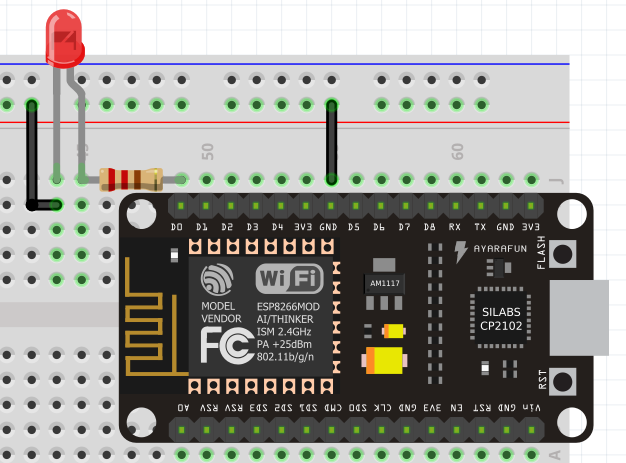 50
60
J
D0 D1 D2 D3 D4 3V3 GND D5 D6 D7 D8 RX TX GND 3V3
AYARAFUN
FLASH
WiFi
AM1117
MODEL
VENDOR
ESP8266MOD
AI/THINKER
ISM 2.4GHz
PA +25dBm
802.11b/g/n
FC
SILABS
CP2102
RST
A0 RSV RSV SD3 SD2 SD1 CMD SD0 CLK GND 3V3 EN RST GND Vin
A